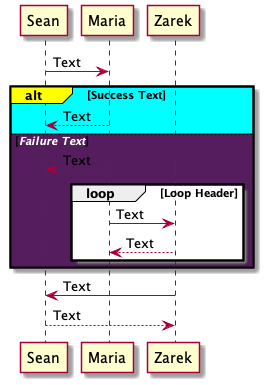 Sean Maria Zarek
Text
alt [Success Text]
Text
[Failure Text]
Text
loop [Loop Header]
Text
Text
Text
Text
Sean Maria Zarek